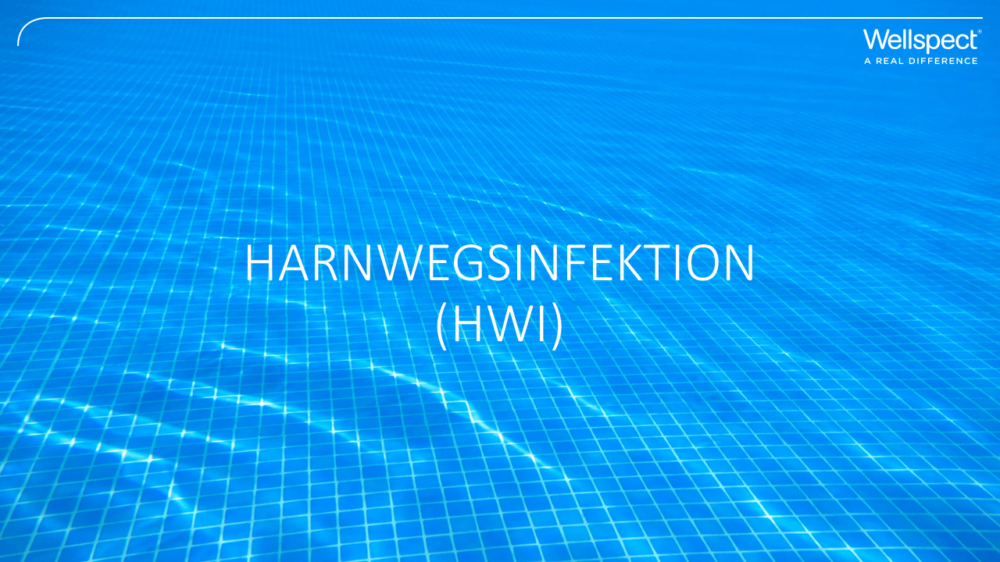 Wellspect®
A REAL DIFFERENCE
HARNWEGSINFEKTION
(HWI)